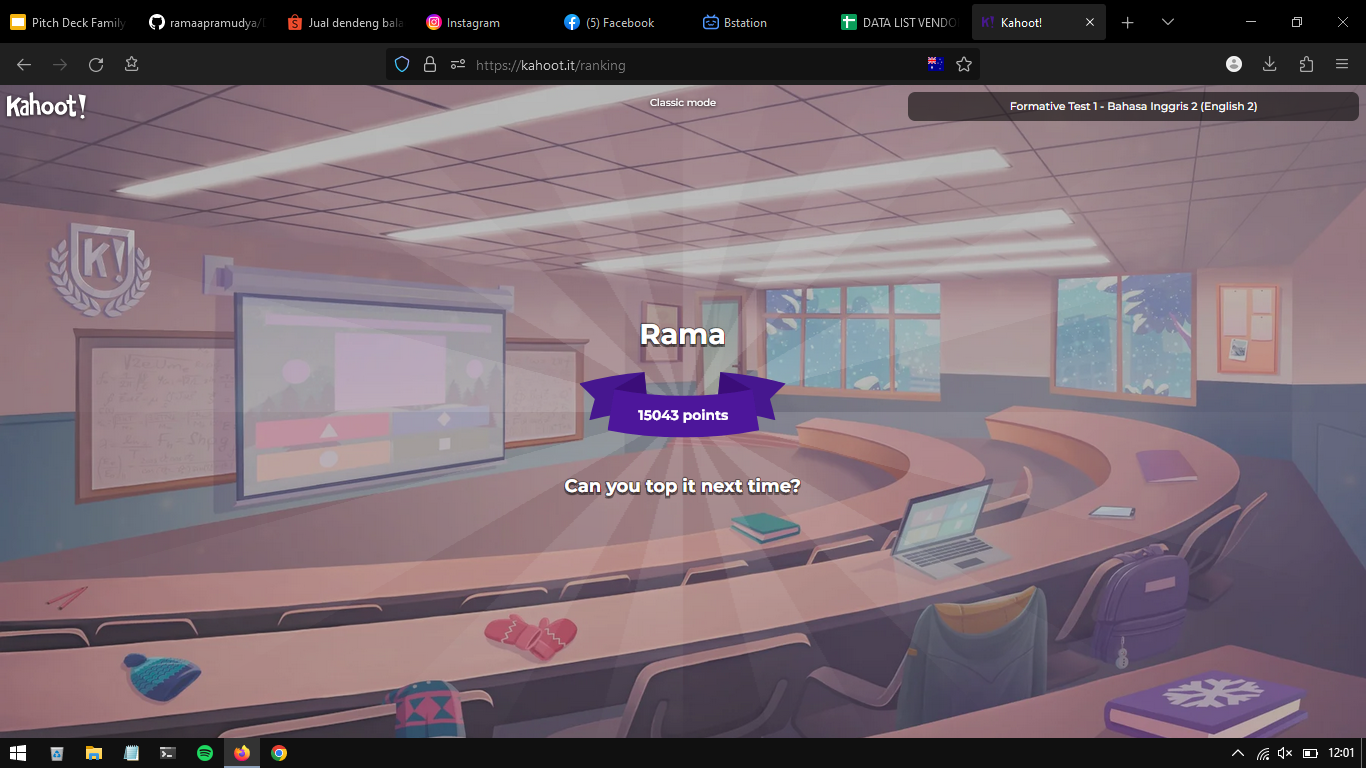 Pitch Deck Family
ramaapramudya/
Jual dendeng bala
Instagram
(5) Facebook
Bstation
DATA LIST VENDO
K! Kahoot!
https://kahoot.it/ranking
Kahoot!
Classic mode
Formative Test 1 - Bahasa Inggris 2 (English 2)
K!
Rama
15043 points
Can you top it next time?
12:01